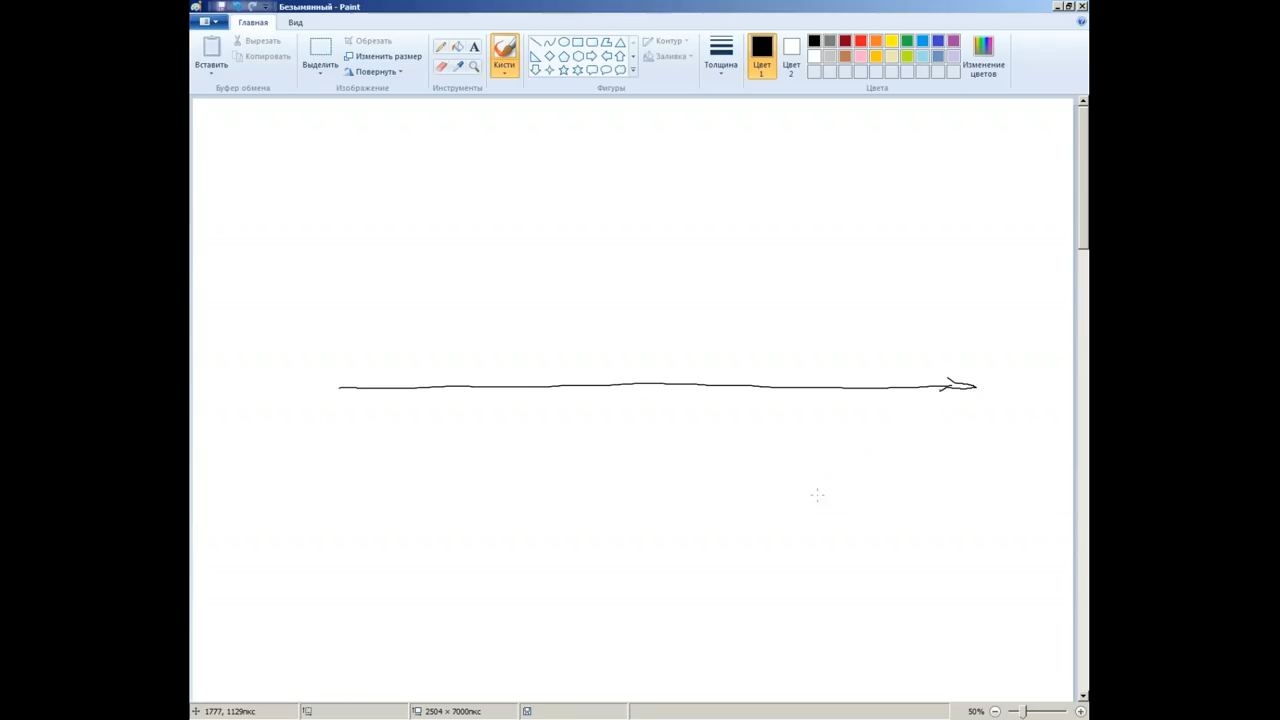 Безымянный - Paint
Главная
Вид
Вставить
Вырезать
Копировать
Буфер обмена
Выделить
Обрезать
Изменить размер
Повернуть
Изображение
A
Инструменты
Кисти
Контур
Заливка
Фигуры
Толщина
Цвет
1
Цвет
2
Изменение
цветов
Цвета
1777, 1129пкс
2504 × 7000пкс
50%